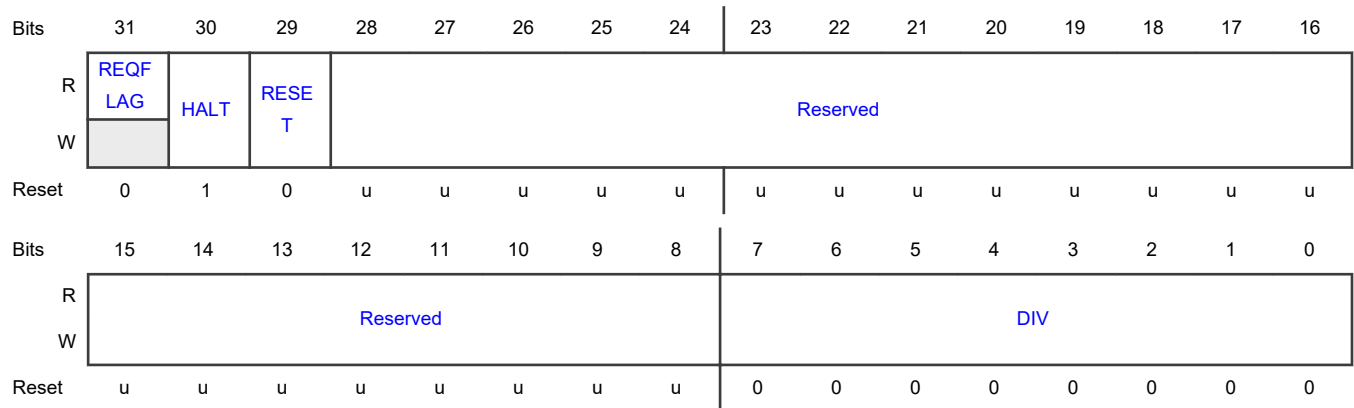 Bits 31 30 29 28 27 26 25 24 23 22 21 20 19 18 17 16
R REQF
LAG HALT RESE
T Reserved
W
Reset 0 1 0 u u u u u u u u u u u u u
Bits 15 14 13 12 11 10 9 8 7 6 5 4 3 2 1 0
R
Reserved DIV
W
Reset u u u u u u u u 0 0 0 0 0 0 0 0